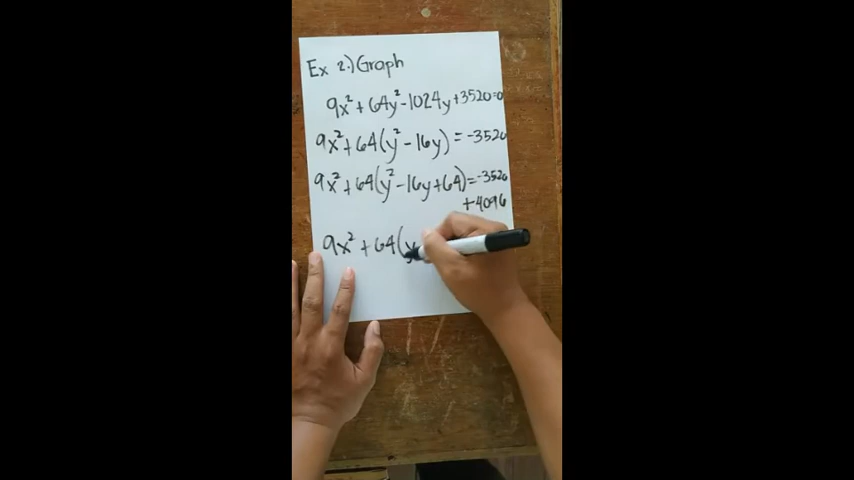 Ex 2.) Graph
9x² + 64y² - 1024y + 3520 = 0
9x² + 64(y² - 16y) = -3520
9x² + 64(y² - 16y + 64) = -3520
+ 4096
9x² + 64(y